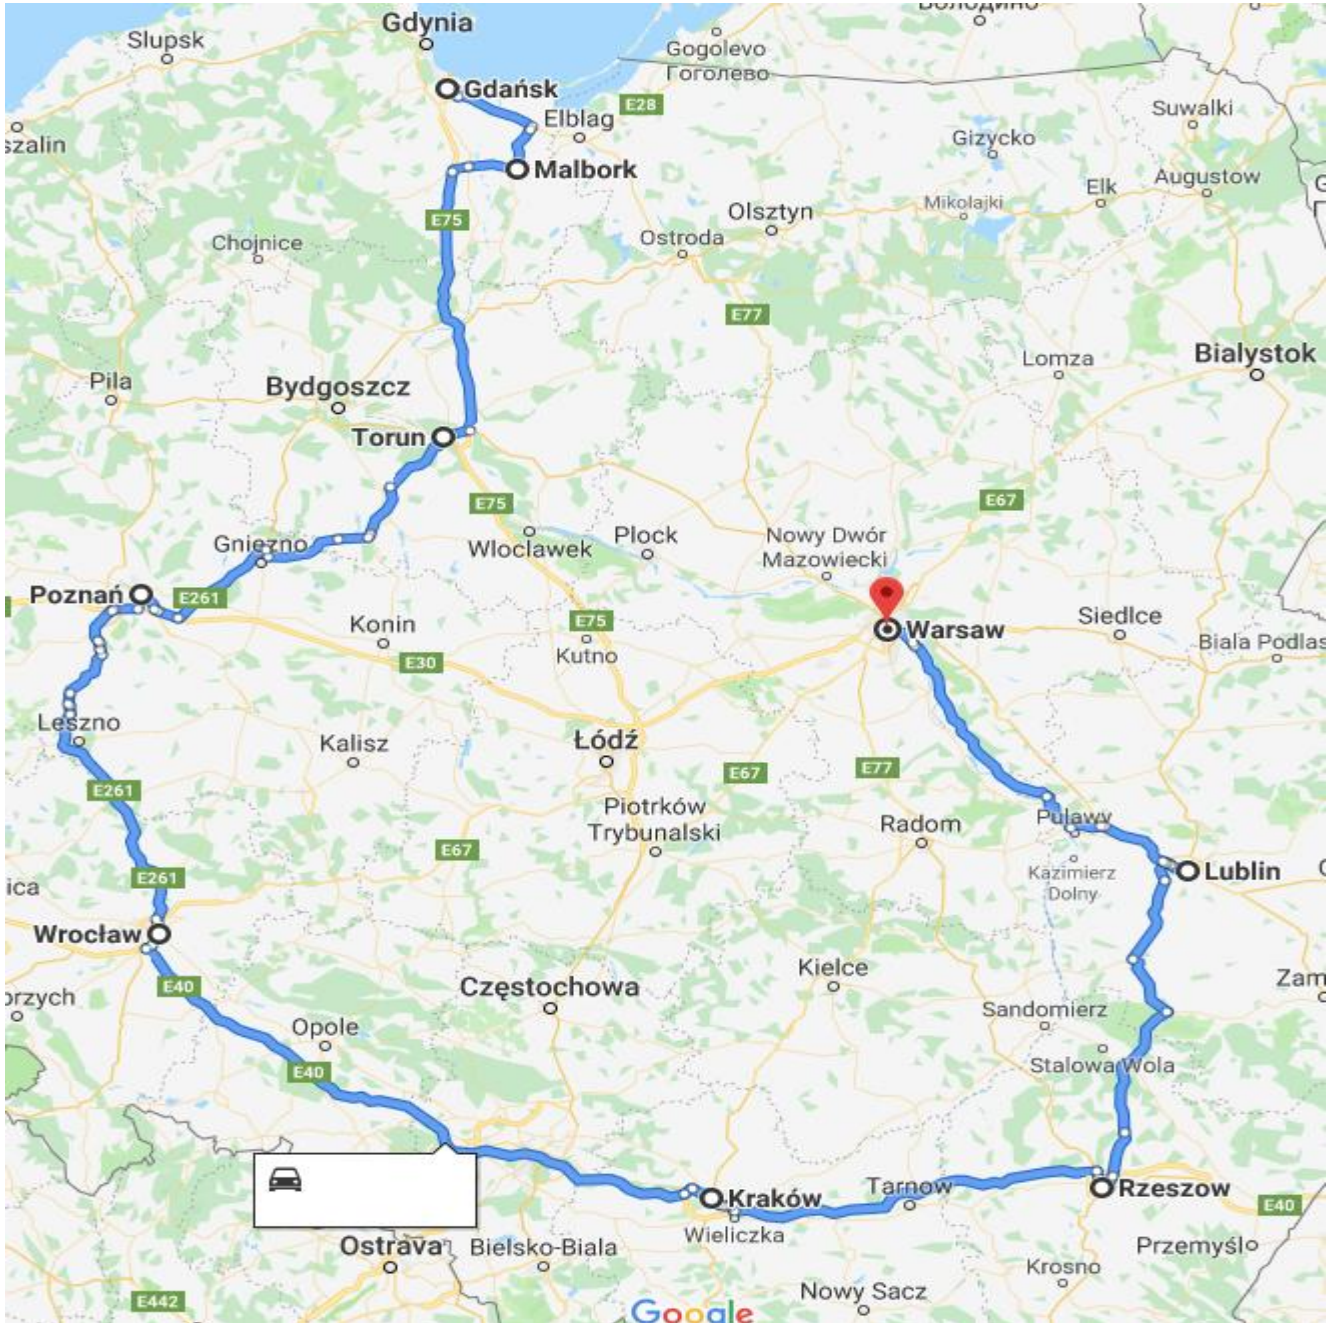 Володино
Gdynia
Slupsk
Gogolevo
Гоголево
Gdańsk
E28
Suwalki
Elblag
szalin
Gizycko
Malbork
Augustow
Elk
Mikolajki
Olsztyn
E75
Ostroda
Chojnice
E77
Bialystok
Lomza
Pila
Bydgoszcz
Torun
E75
E67
Gniezno
Wloclawek
Plock
Nowy Dwór
Mazowiecki
Poznań
E261
Konin
E75
Kutno
Warsaw
Siedlce
Biala Podlas
E30
Leszno
Kalisz
Łódź
E67
E77
E261
Piotrków
Trybunalski
Radom
Pulawy
E67
Kazimierz
Dolny
Lublin
E261
ica
Wrocław
Częstochowa
Kielce
E40
orzych
Zam
Opole
Sandomierz
E40
Stalowa Wola
Kraków
Tarnow
Rzeszow
E40
Wieliczka
Ostrava
Bielsko-Biala
Przemyśl
Krosno
E442
Nowy Sacz
Google